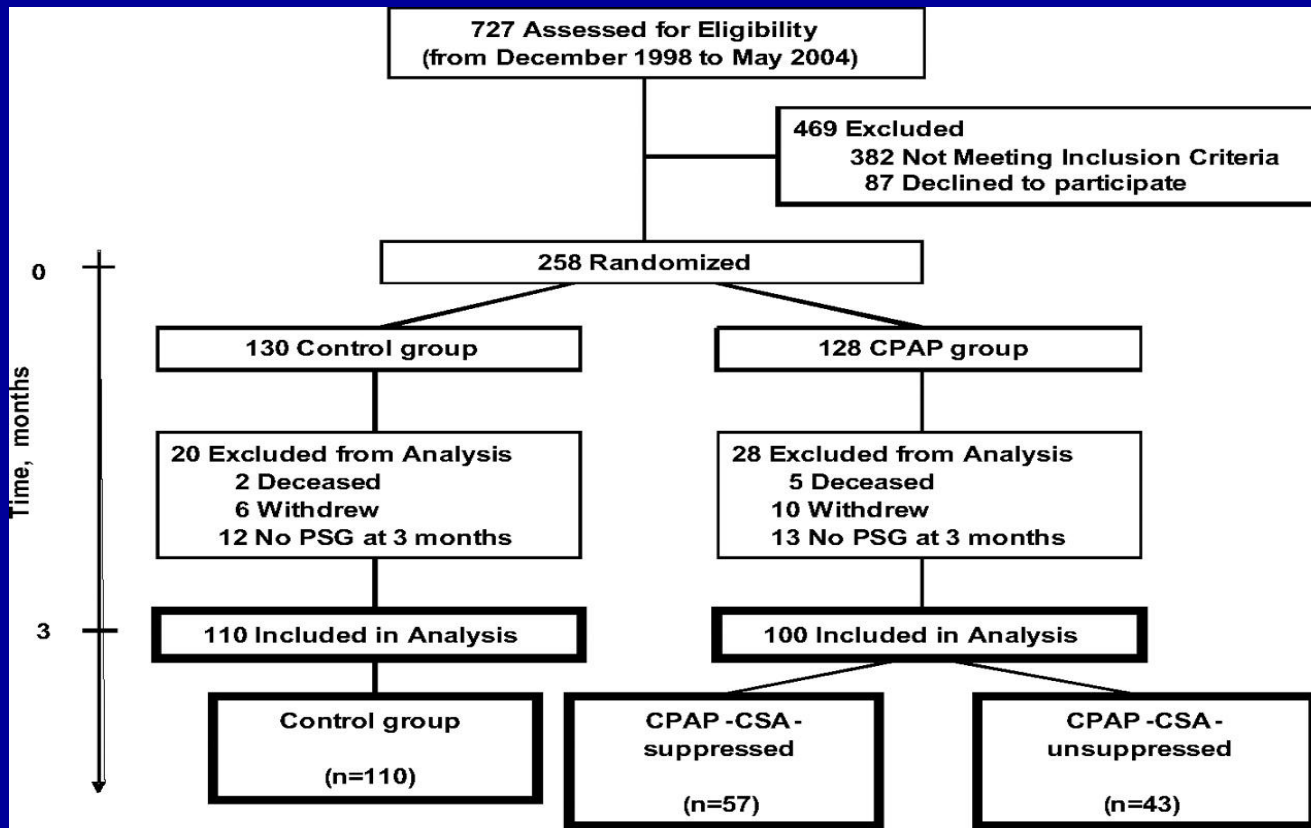 727 Assessed for Eligibility
(from December 1998 to May 2004)
469 Excluded
382 Not Meeting Inclusion Criteria
87 Declined to participate
0
258 Randomized
130 Control group
128 CPAP group
Time, months
20 Excluded from Analysis
2 Deceased
6 Withdrew
12 No PSG at 3 months
28 Excluded from Analysis
5 Deceased
10 Withdrew
13 No PSG at 3 months
3
110 Included in Analysis
100 Included in Analysis
Control group
(n=110)
CPAP -CSA -
suppressed
(n=57)
CPAP -CSA -
unsuppressed
(n=43)